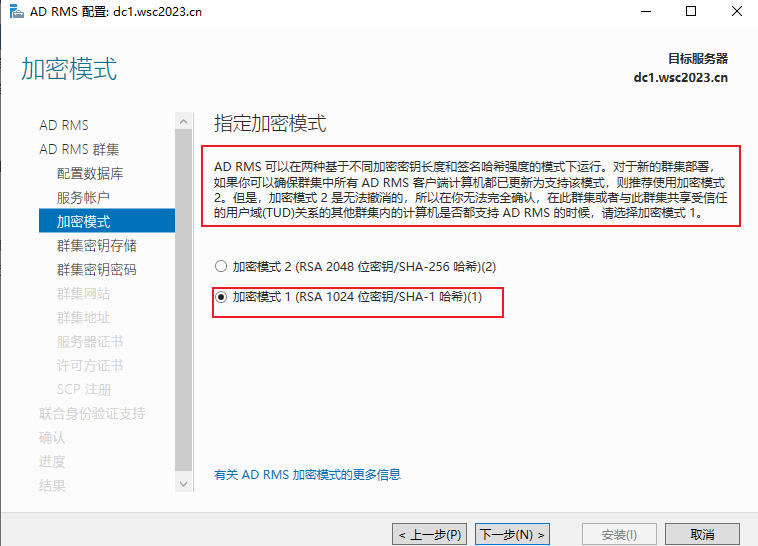 AD RMS 配置: dc1.wsc2023.cn
加密模式
目标服务器
dc1.wsc2023.cn
AD RMS
AD RMS 群集
配置数据库
服务帐户
加密模式
群集密钥存储
群集密钥密码
群集网站
群集地址
服务器证书
许可方证书
SCP 注册
联合身份验证支持
确认
进度
结果
指定加密模式
AD RMS 可以在两种基于不同加密密钥长度和签名哈希强度的模式下运行。对于新的群集部署，
如果你可以确保群集中所有 AD RMS 客户端计算机都已更新为支持该模式，则推荐使用加密模式
2。但是，加密模式 2 是无法撤消的，所以在你无法完全确认，在此群集或者与此群集共享受信任
的用户域(TUD)关系的其他群集内的计算机是否都支持 AD RMS 的时候，请选择加密模式 1。
加密模式 2 (RSA 2048 位密钥/SHA-256 哈希)(2)
加密模式 1 (RSA 1024 位密钥/SHA-1 哈希)(1)
有关 AD RMS 加密模式的更多信息
< 上一步(P)
下一步(N) >
安装(I)
取消